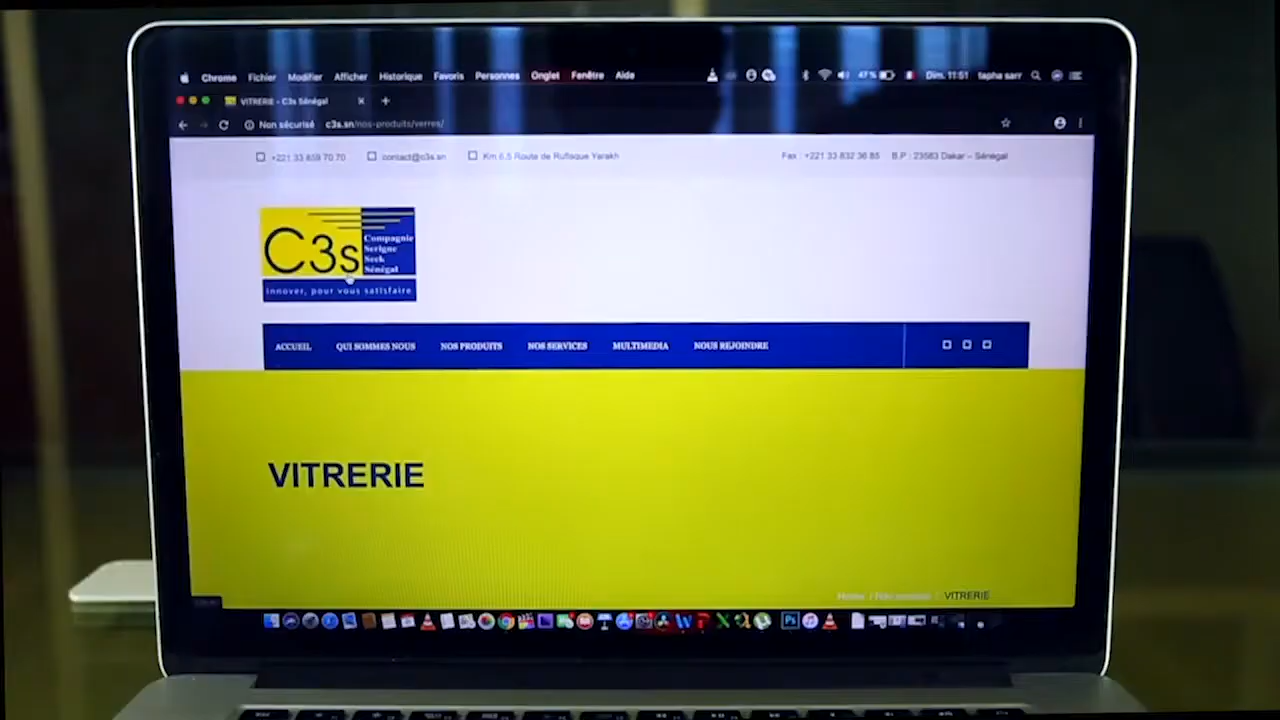 Chrome Fichier Modifier Afficher Historique Favoris Personnes Onglet Fenêtre Aide 47 % Dim. 11:51 tapha sarr
VITRERIE - C3s Sénégal
Non sécurisé c3s.sn/nos-produits/verres/
+221 33 859 70 70 contact@c3s.sn Km 6,5 Route de Rufisque Yarakh Fax : +221 33 832 36 85 B.P : 23583 Dakar – Sénégal
C3s
Compagnie
Serigne
Seck
Sénégal
innover, pour vous satisfaire
ACCUEIL QUI SOMMES NOUS NOS PRODUITS NOS SERVICES MULTIMEDIA NOUS REJOINDRE
VITRERIE
Home / VITRERIE